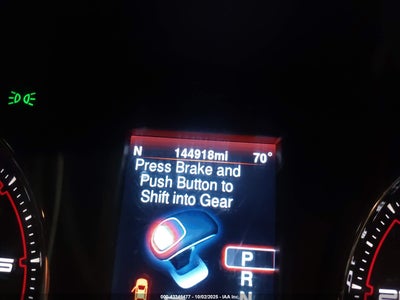 N 144918mi 70°
Press Brake and
Push Button to
Shift into Gear
P
R
N